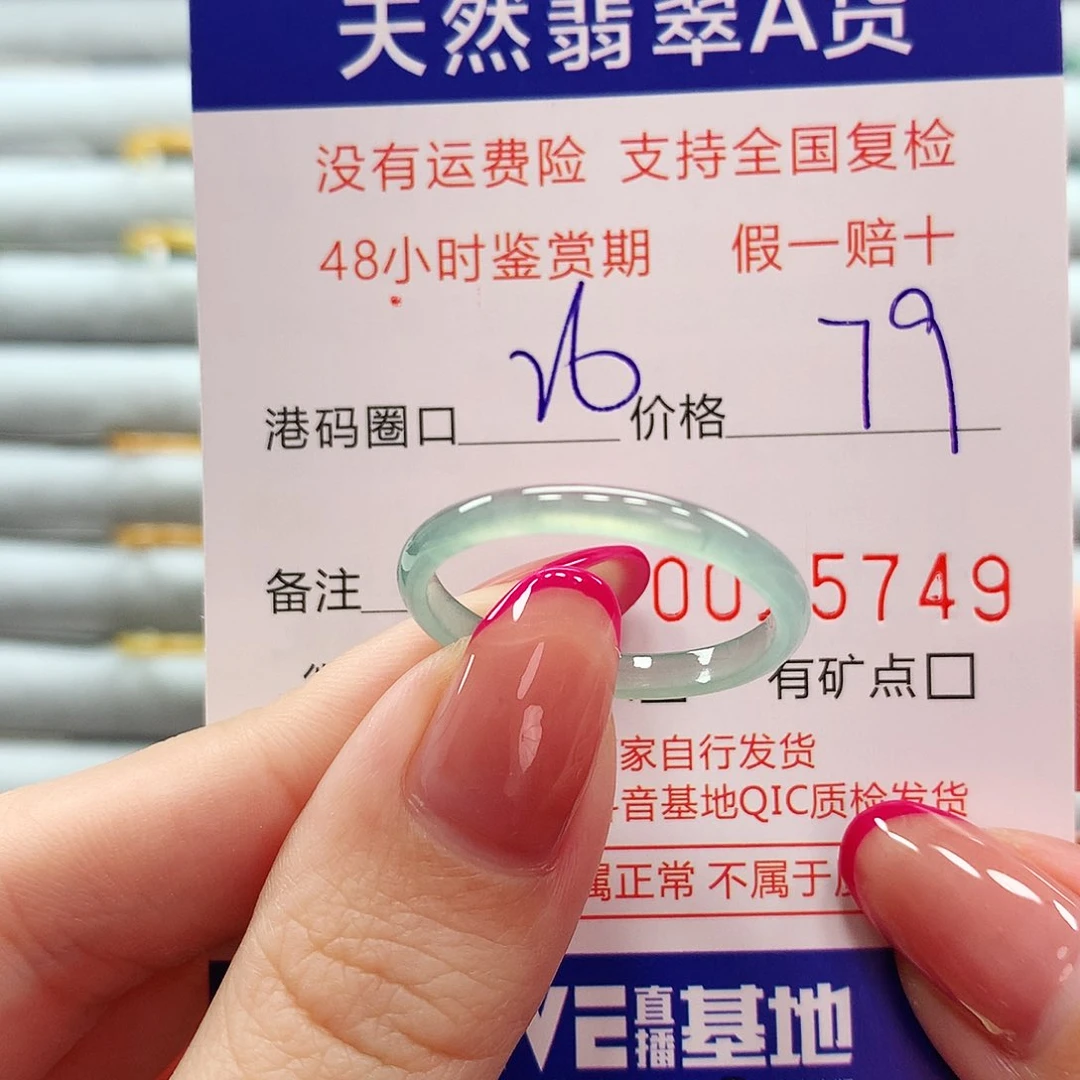 天然翡翠A货
没有运费险 支持全国复检
48小时鉴赏期 假一赔十
港码圈口 16 价格 79
备注 00 5749
有矿点□
家自行发货
音基地QIC质检发货
属正常 不属于
VE直播基地